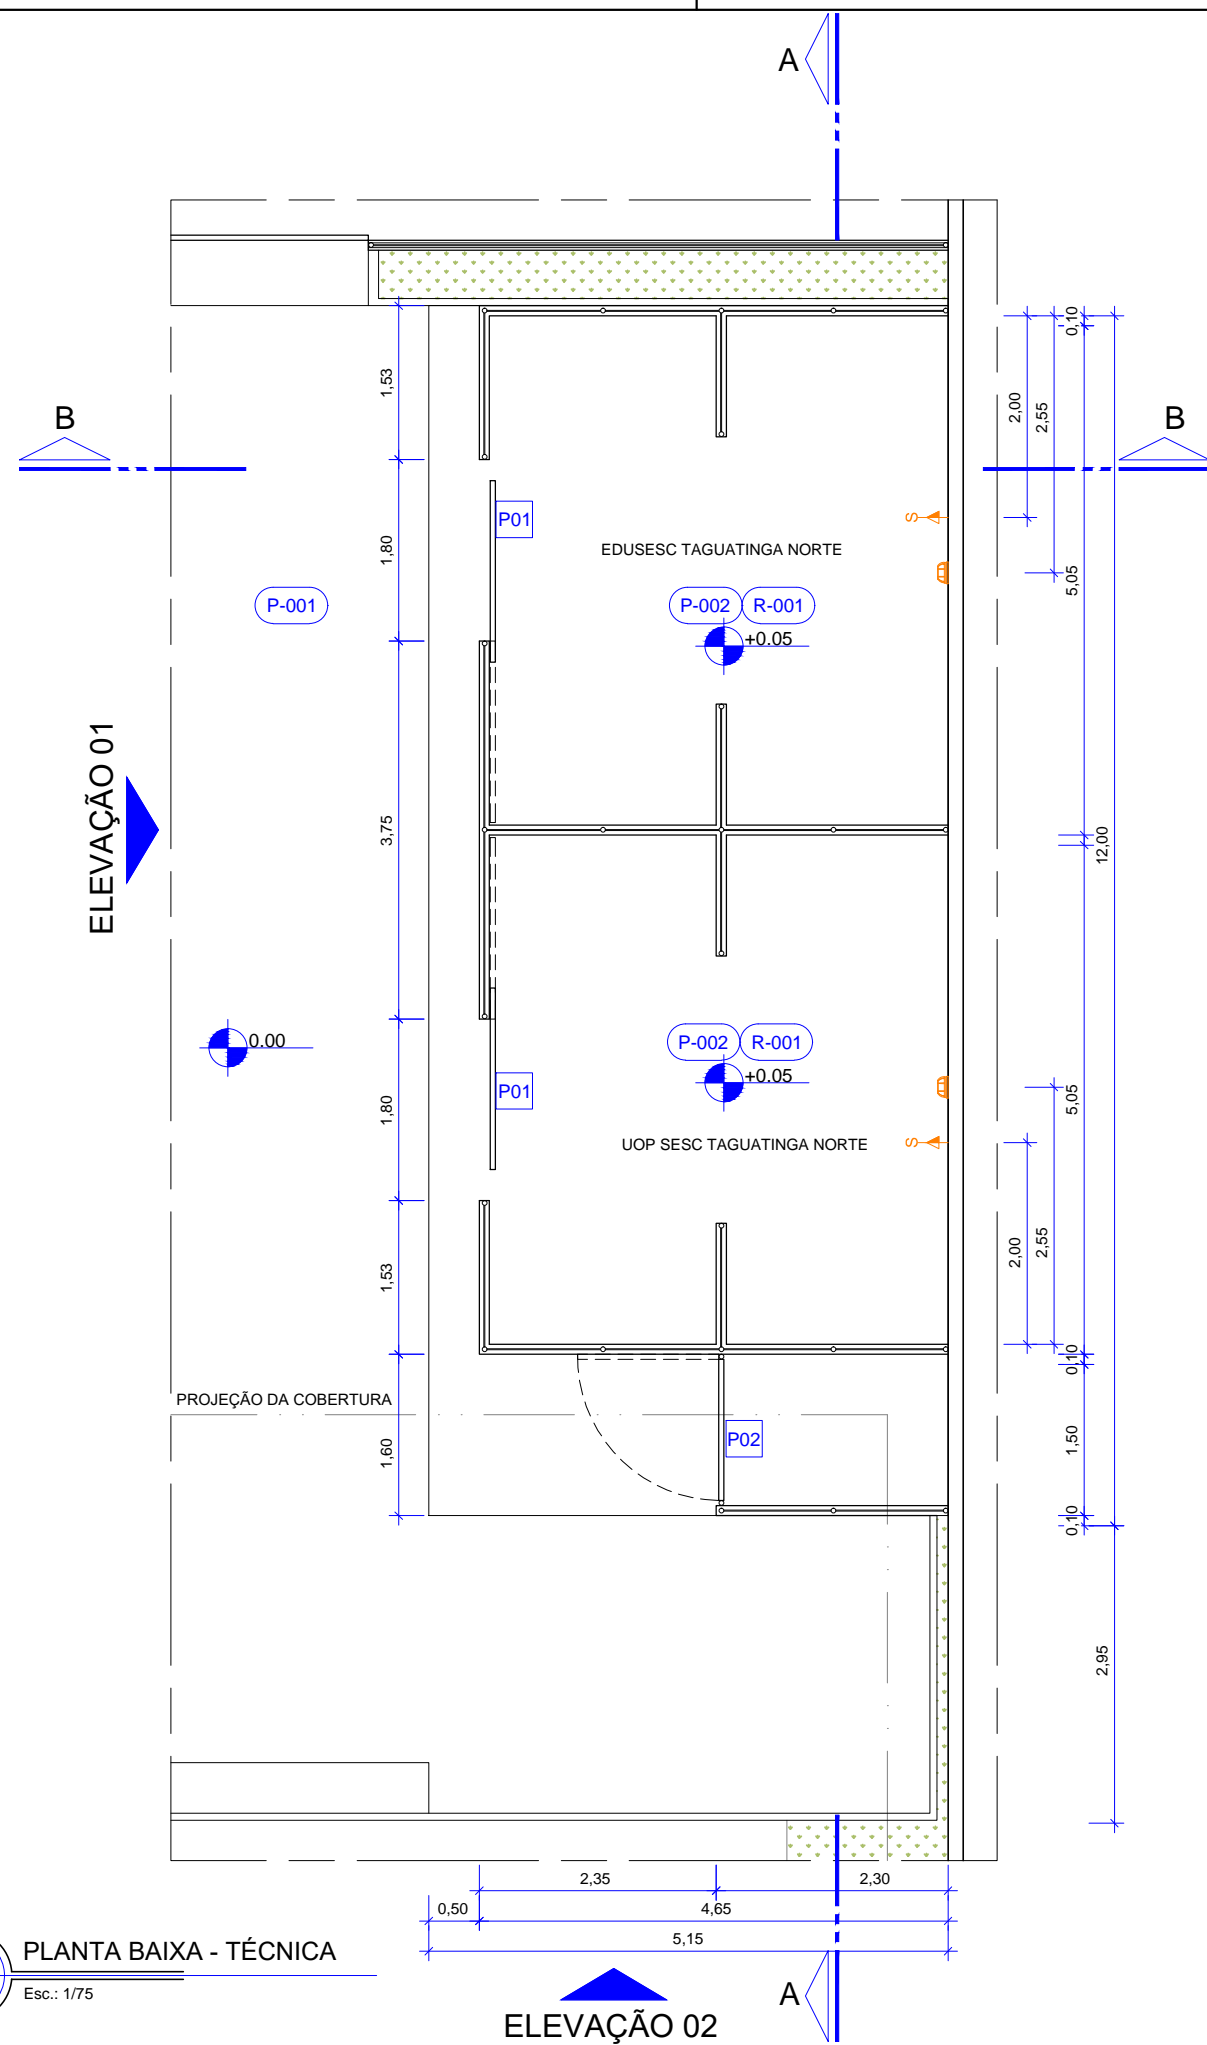 A
0,10
1,53
2,00
2,55
B
B
P01
S
1,80
EDUSESC TAGUATINGA NORTE
5,05
P-001
P-002
R-001
+0.05
ELEVAÇÃO 01
3,75
12,00
0.00
P-002
R-001
+0.05
P01
1,80
5,05
S
UOP SESC TAGUATINGA NORTE
1,53
2,00
2,55
0,10
PROJEÇÃO DA COBERTURA
P02
1,60
1,50
0,10
2,95
2,35
2,30
0,50
4,65
5,15
PLANTA BAIXA - TÉCNICA
Esc.: 1/75
A
ELEVAÇÃO 02